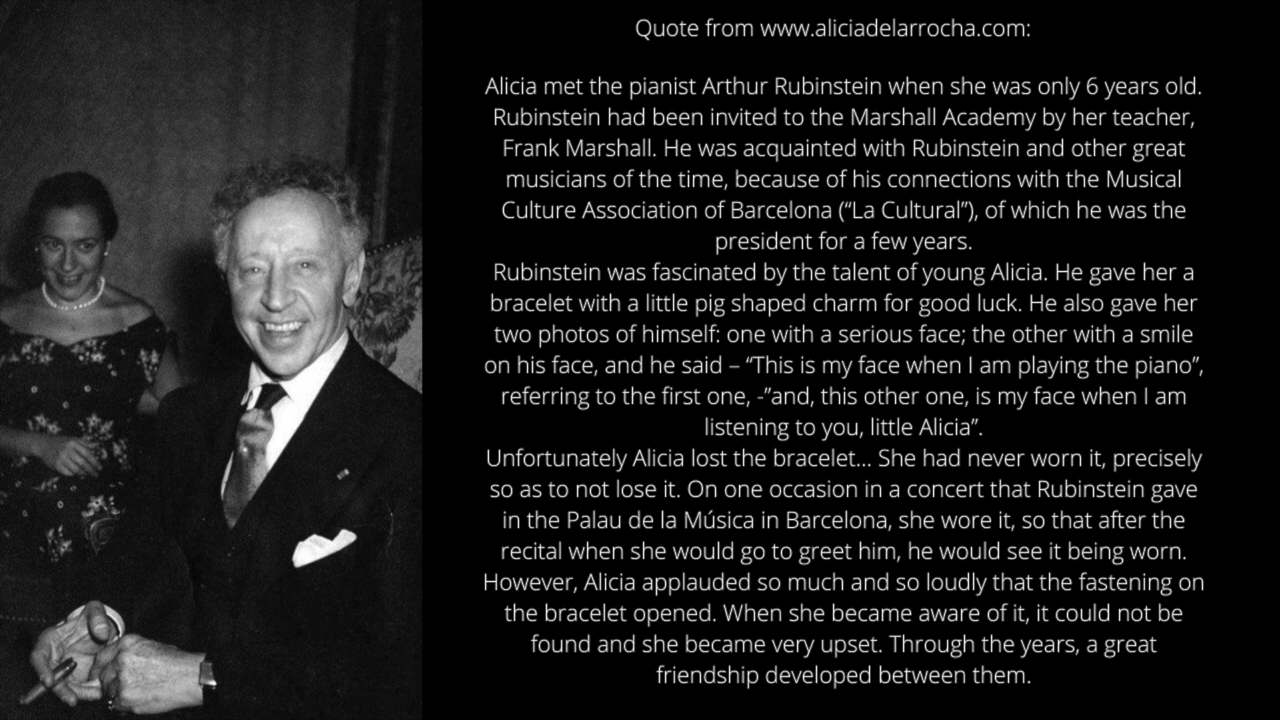 Quote from www.aliciadelarrocha.com:
Alicia met the pianist Arthur Rubinstein when she was only 6 years old.
Rubinstein had been invited to the Marshall Academy by her teacher,
Frank Marshall. He was acquainted with Rubinstein and other great
musicians of the time, because of his connections with the Musical
Culture Association of Barcelona (“La Cultural”), of which he was the
president for a few years.
Rubinstein was fascinated by the talent of young Alicia. He gave her a
bracelet with a little pig shaped charm for good luck. He also gave her
two photos of himself: one with a serious face; the other with a smile
on his face, and he said – “This is my face when I am playing the piano”,
referring to the first one, -”and, this other one, is my face when I am
listening to you, little Alicia”.
Unfortunately Alicia lost the bracelet... She had never worn it, precisely
so as to not lose it. On one occasion in a concert that Rubinstein gave
in the Palau de la Música in Barcelona, she wore it, so that after the
recital when she would go to greet him, he would see it being worn.
However, Alicia applauded so much and so loudly that the fastening on
the bracelet opened. When she became aware of it, it could not be
found and she became very upset. Through the years, a great
friendship developed between them.